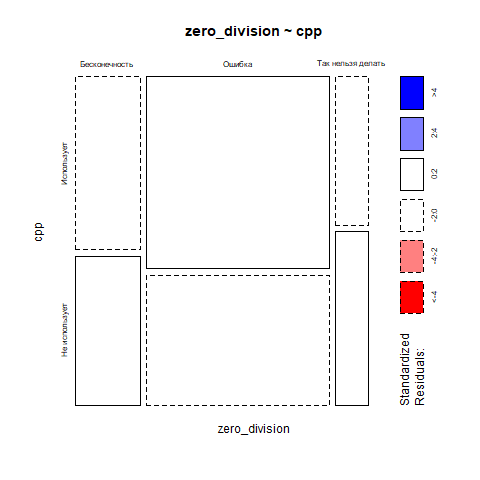 zero_division ~ cpp
Бесконечность
Ошибка
Так нельзя делать
Использует
Не использует
cpp
zero_division
>4
2:4
0:2
-2:0
-4:-2
<-4
Standardized
Residuals: